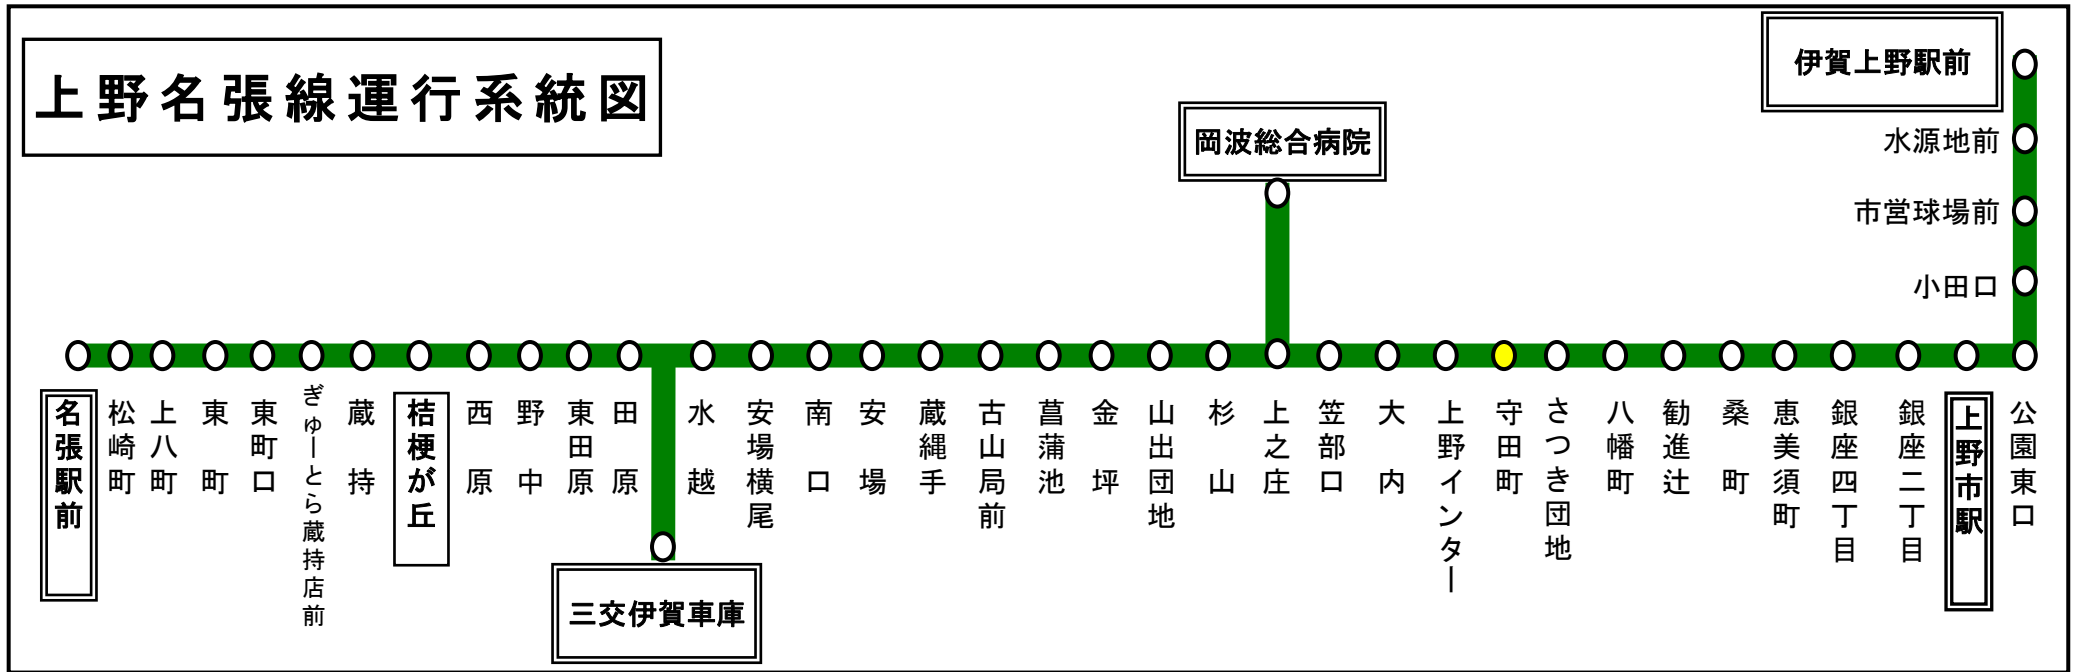 上野名張線運行系統図
伊賀上野駅前
水源地前
市営球場前
小田口
岡波総合病院
名張駅前
松崎町
上八町
東町
東町口
ぎゅーとら蔵持店前
蔵持
桔梗が丘
西原
野中
東田原
田原
三交伊賀車庫
水越
安場横尾
南口
安場
蔵縄手
古山局前
菖蒲池
金坪
山出団地
杉山
上之庄
笠部口
大内
上野インター
守田町
さつき団地
八幡町
勧進辻
桑町
恵美須町
銀座四丁目
銀座二丁目
上野市駅
公園東口